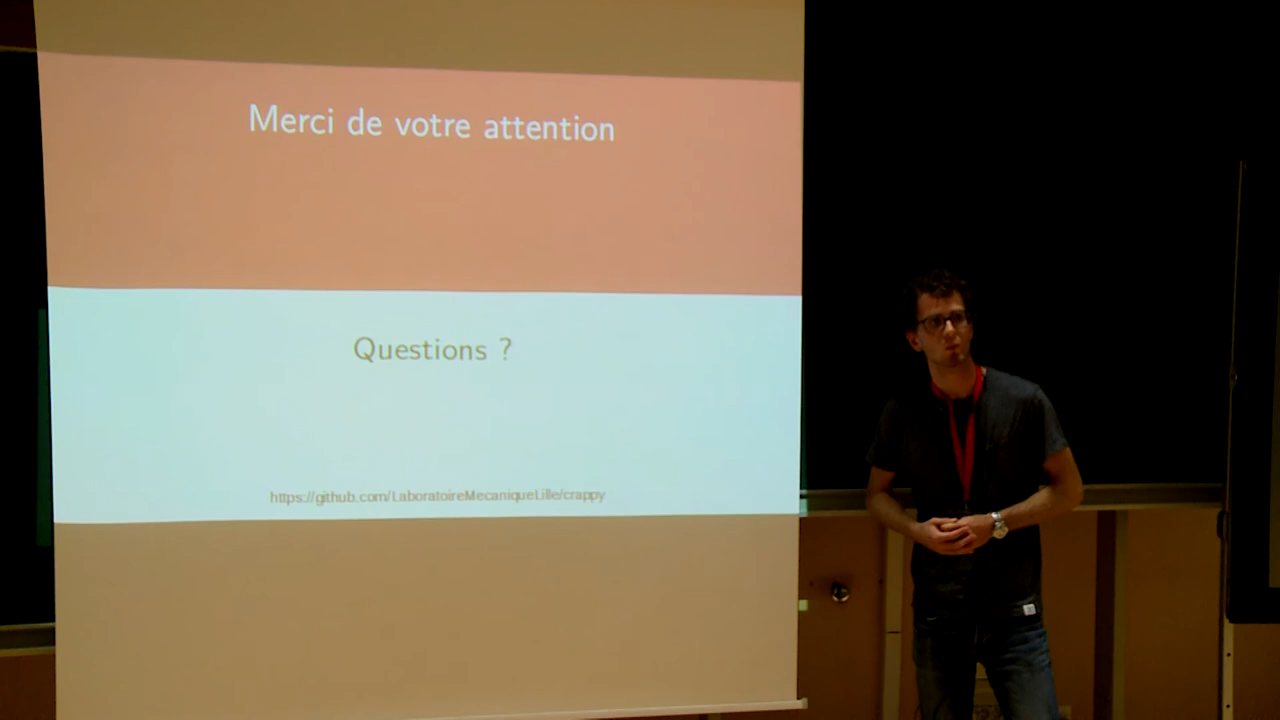 Merci de votre attention
Questions ?
https://github.com/LaboratoireMecaniqueLille/crappy